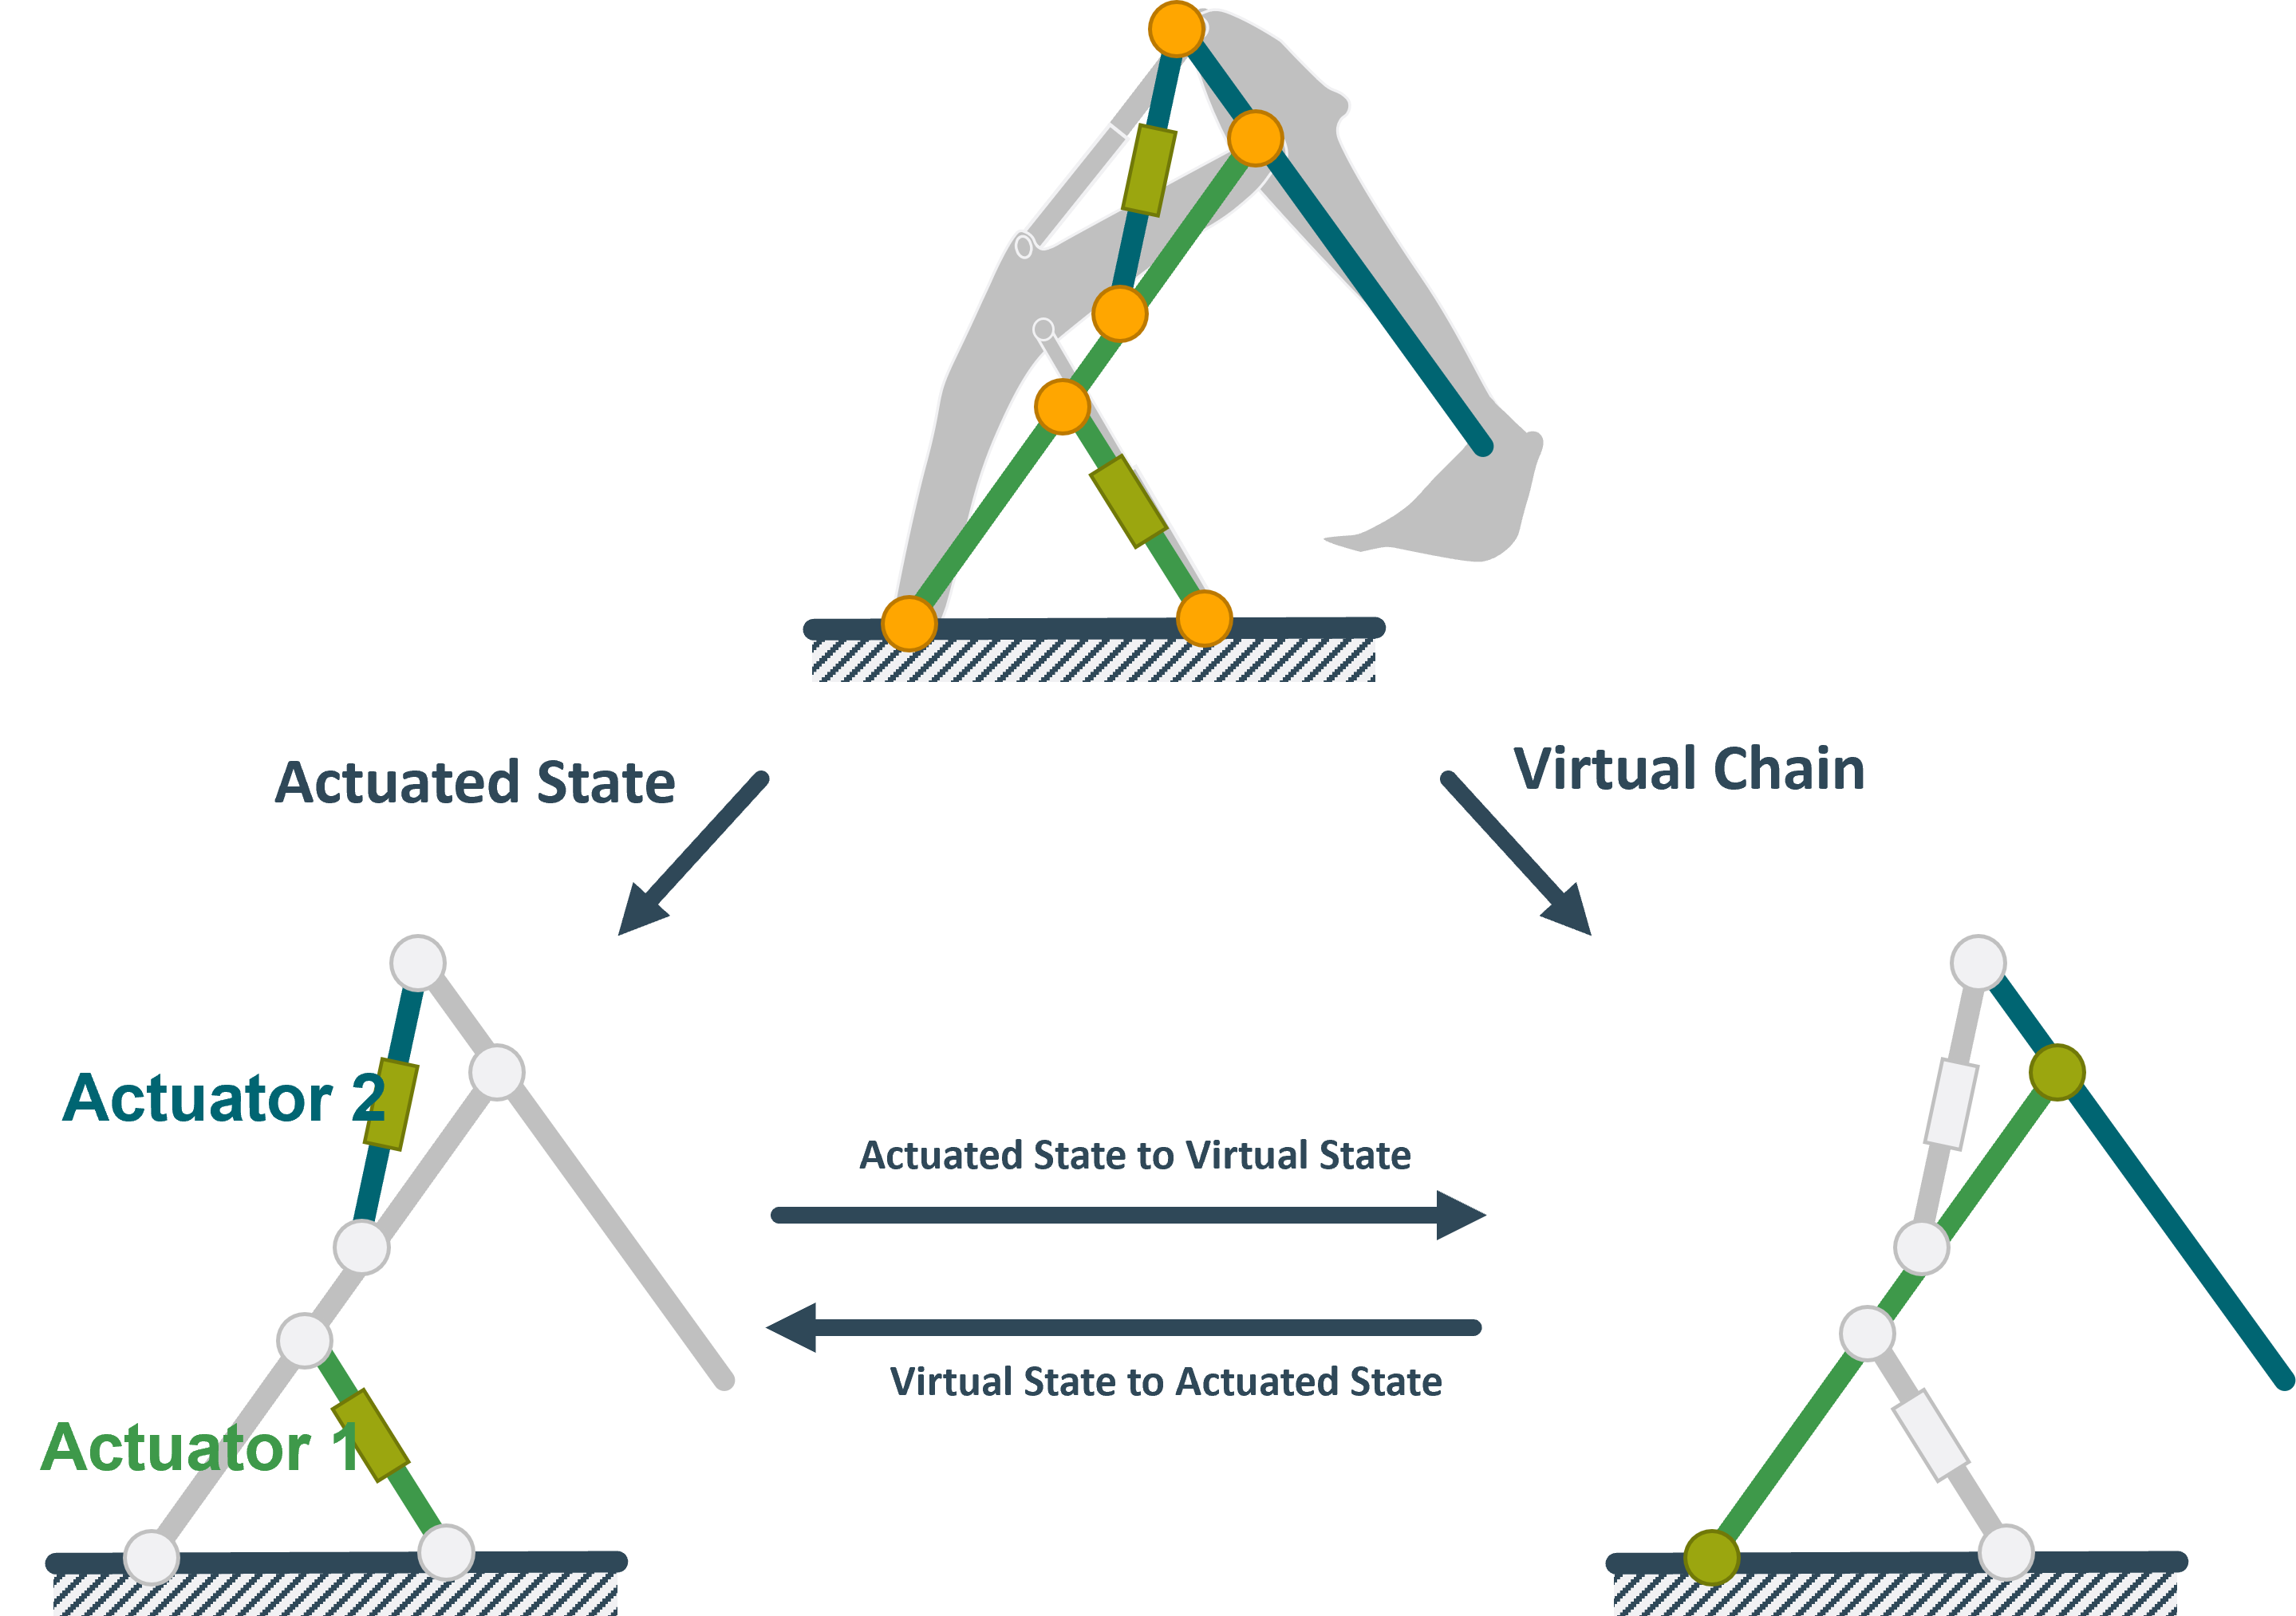 Actuated State
Virtual Chain
Actuator 2
Actuated State to Virtual State
Virtual State to Actuated State
Actuator 1